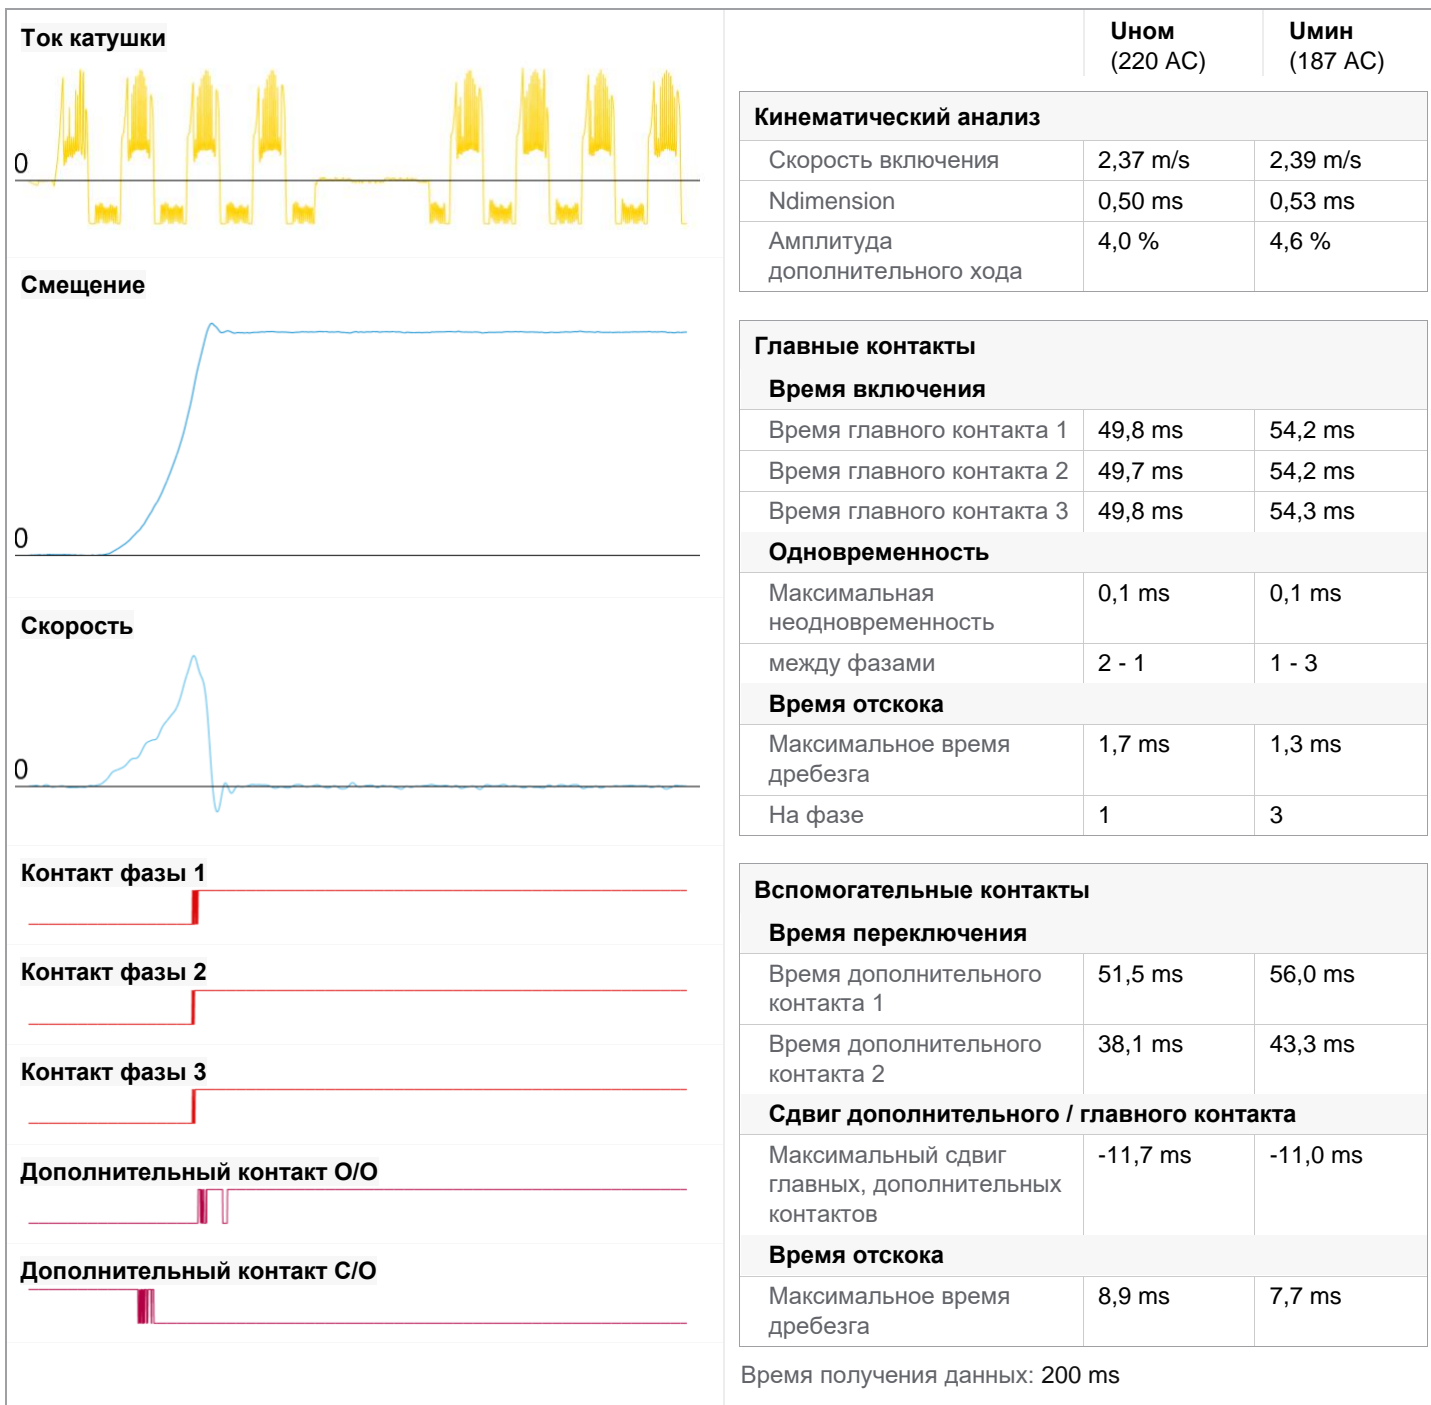 Ток катушки
0
Смещение
0
Скорость
0
Контакт фазы 1
Контакт фазы 2
Контакт фазы 3
Дополнительный контакт O/O
Дополнительный контакт C/O
Uном Uмин
(220 AC) (187 AC)
Кинематический анализ
Скорость включения 2,37 m/s 2,39 m/s
Ndimension 0,50 ms 0,53 ms
Амплитуда 4,0 % 4,6 %
дополнительного хода
Главные контакты
Время включения
Время главного контакта 1 49,8 ms 54,2 ms
Время главного контакта 2 49,7 ms 54,2 ms
Время главного контакта 3 49,8 ms 54,3 ms
Одновременность
Максимальная 0,1 ms 0,1 ms
неодновременность
между фазами 2 - 1 1 - 3
Время отскока
Максимальное время 1,7 ms 1,3 ms
дребезга
На фазе 1 3
Вспомогательные контакты
Время переключения
Время дополнительного 51,5 ms 56,0 ms
контакта 1
Время дополнительного 38,1 ms 43,3 ms
контакта 2
Сдвиг дополнительного / главного контакта
Максимальный сдвиг -11,7 ms -11,0 ms
главных, дополнительных
контактов
Время отскока
Максимальное время 8,9 ms 7,7 ms
дребезга
Время получения данных: 200 ms